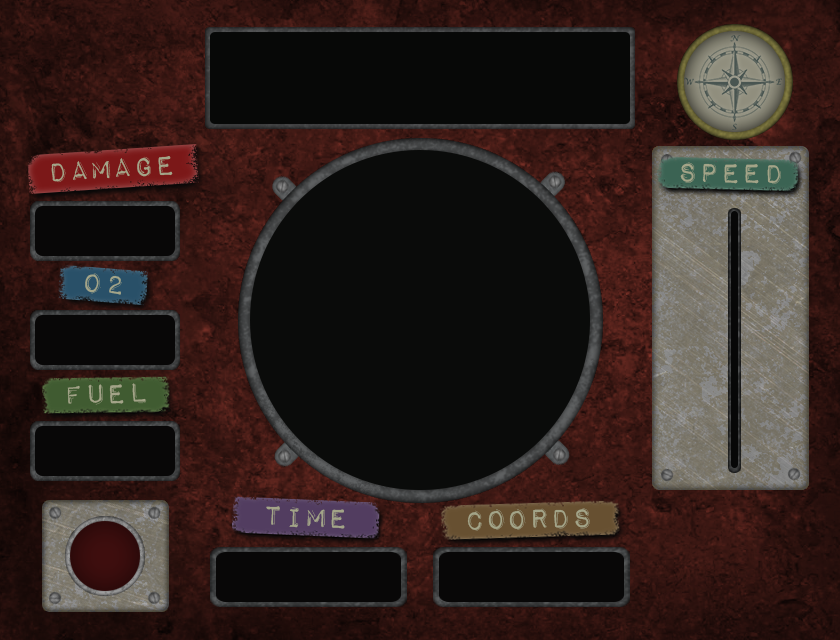 N
W E
S
DAMAGE
SPEED
O2
FUEL
TIME
COORDS